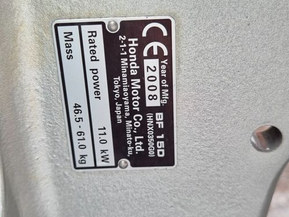 BF 15D
(HNX0350G0)
Year of Mfg.
CE 2008
Honda Motor Co., Ltd.
2-1-1 Minamiaoyama, Minato-ku,
Tokyo, Japan
Rated power 11.0 kW
Mass 46.5-61.0 kg